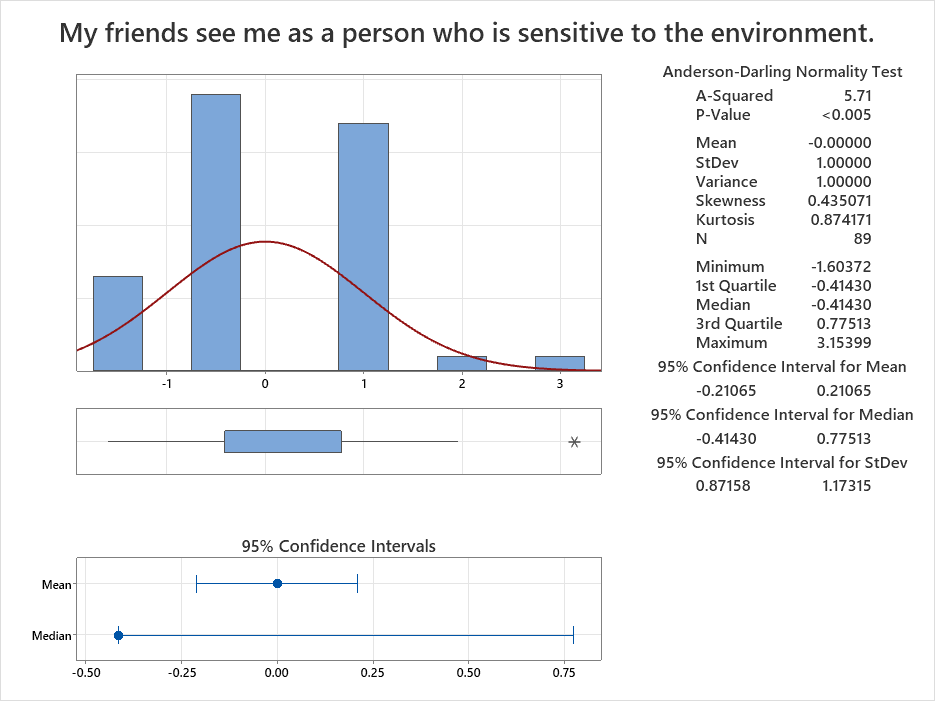 My friends see me as a person who is sensitive to the environment.
-1 0 1 2 3
95% Confidence Intervals
Mean
Median
-0.50 -0.25 0.00 0.25 0.50 0.75
Anderson-Darling Normality Test
A-Squared 5.71
P-Value <0.005
Mean -0.00000
StDev 1.00000
Variance 1.00000
Skewness 0.435071
Kurtosis 0.874171
N 89
Minimum -1.60372
1st Quartile -0.41430
Median -0.41430
3rd Quartile 0.77513
Maximum 3.15399
95% Confidence Interval for Mean
-0.21065 0.21065
95% Confidence Interval for Median
-0.41430 0.77513
95% Confidence Interval for StDev
0.87158 1.17315